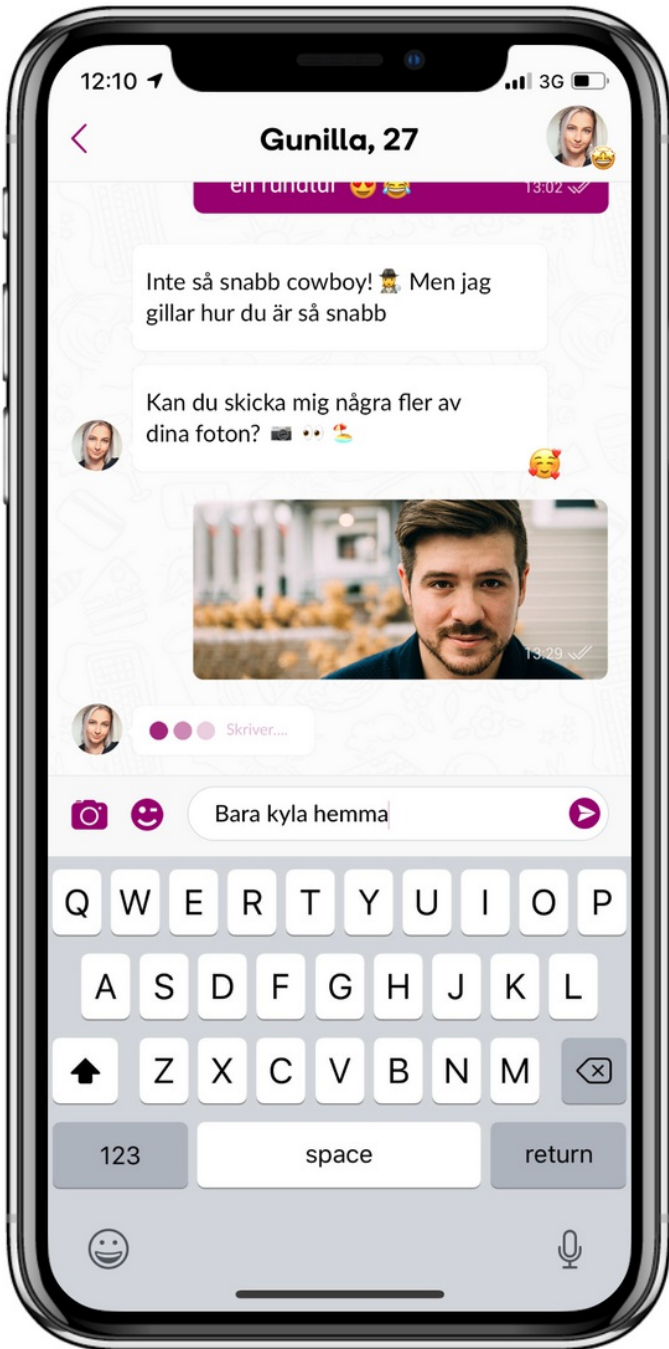 12:10
3G
Gunilla, 27
en rundtur 😍😂
13:02
Inte så snabb cowboy! 🕵️ Men jag
gillar hur du är så snabb
Kan du skicka mig några fler av
dina foton? 📷 👀 🏖️
13:29
Skriver....
Bara kyla hemma
Q W E R T Y U I O P
A S D F G H J K L
Z X C V B N M
123 space return